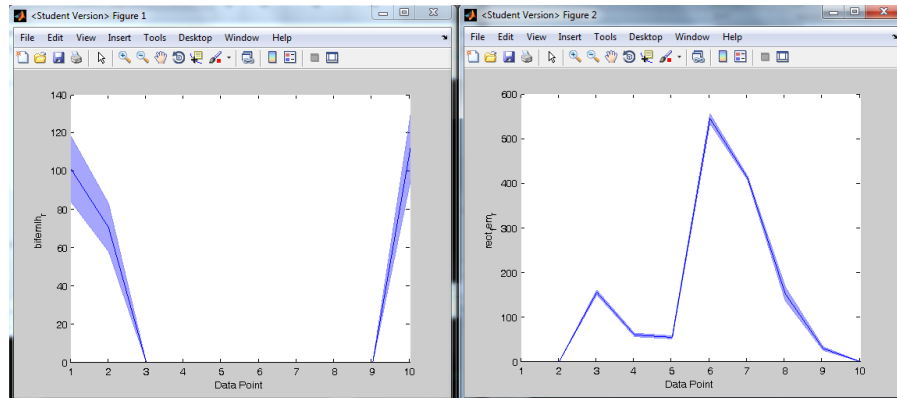 <Student Version> Figure 1
File Edit View Insert Tools Desktop Window Help
140
120
100
80
60
40
20
0
bifemlh_r
1 2 3 4 5 6 7 8 9 10
Data Point
<Student Version> Figure 2
File Edit View Insert Tools Desktop Window Help
600
500
400
300
200
100
0
1 2 3 4 5 6 7 8 9 10
Data Point